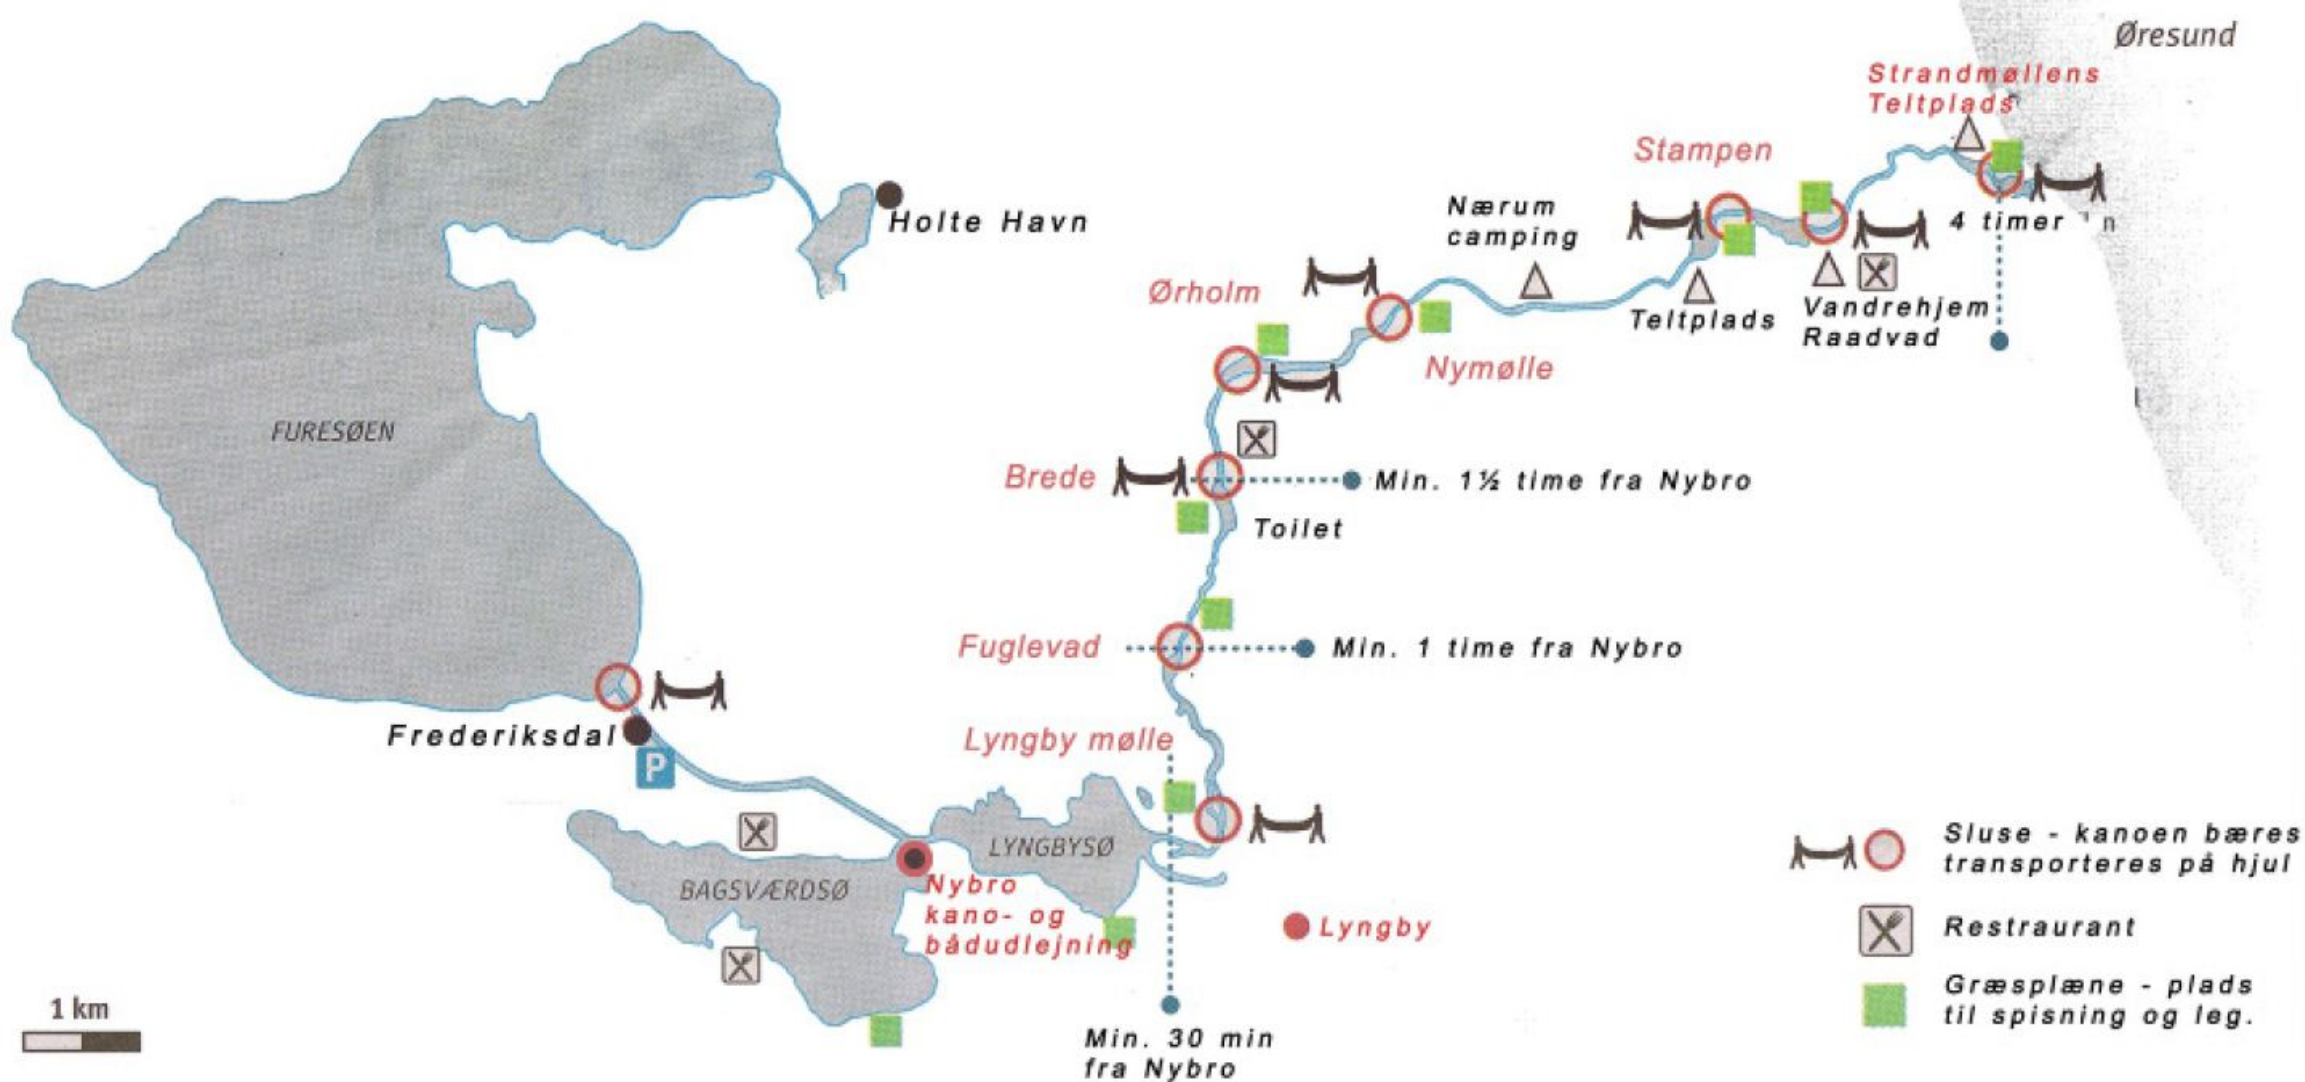 Øresund
Strandmøllens
Teltplads
Stampen
Holte Havn
Nærum
camping
4 timer
n
Ørholm
Teltplads
Vandrehjem
Raadvad
Nymølle
FURESØEN
Brede
Min. 1½ time fra Nybro
Toilet
Fuglevad
Min. 1 time fra Nybro
Frederiksdal
P
Lyngby mølle
LYNGBYSØ
BAGSVÆRDSØ
Nybro
kano- og
bådudlejning
Lyngby
Min. 30 min
fra Nybro
1 km
Sluse - kanoen bæres
transporteres på hjul
Restraurant
Græsplæne - plads
til spisning og leg.